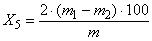 X₅ = 2 · (m₁ − m₂) · 100 / m